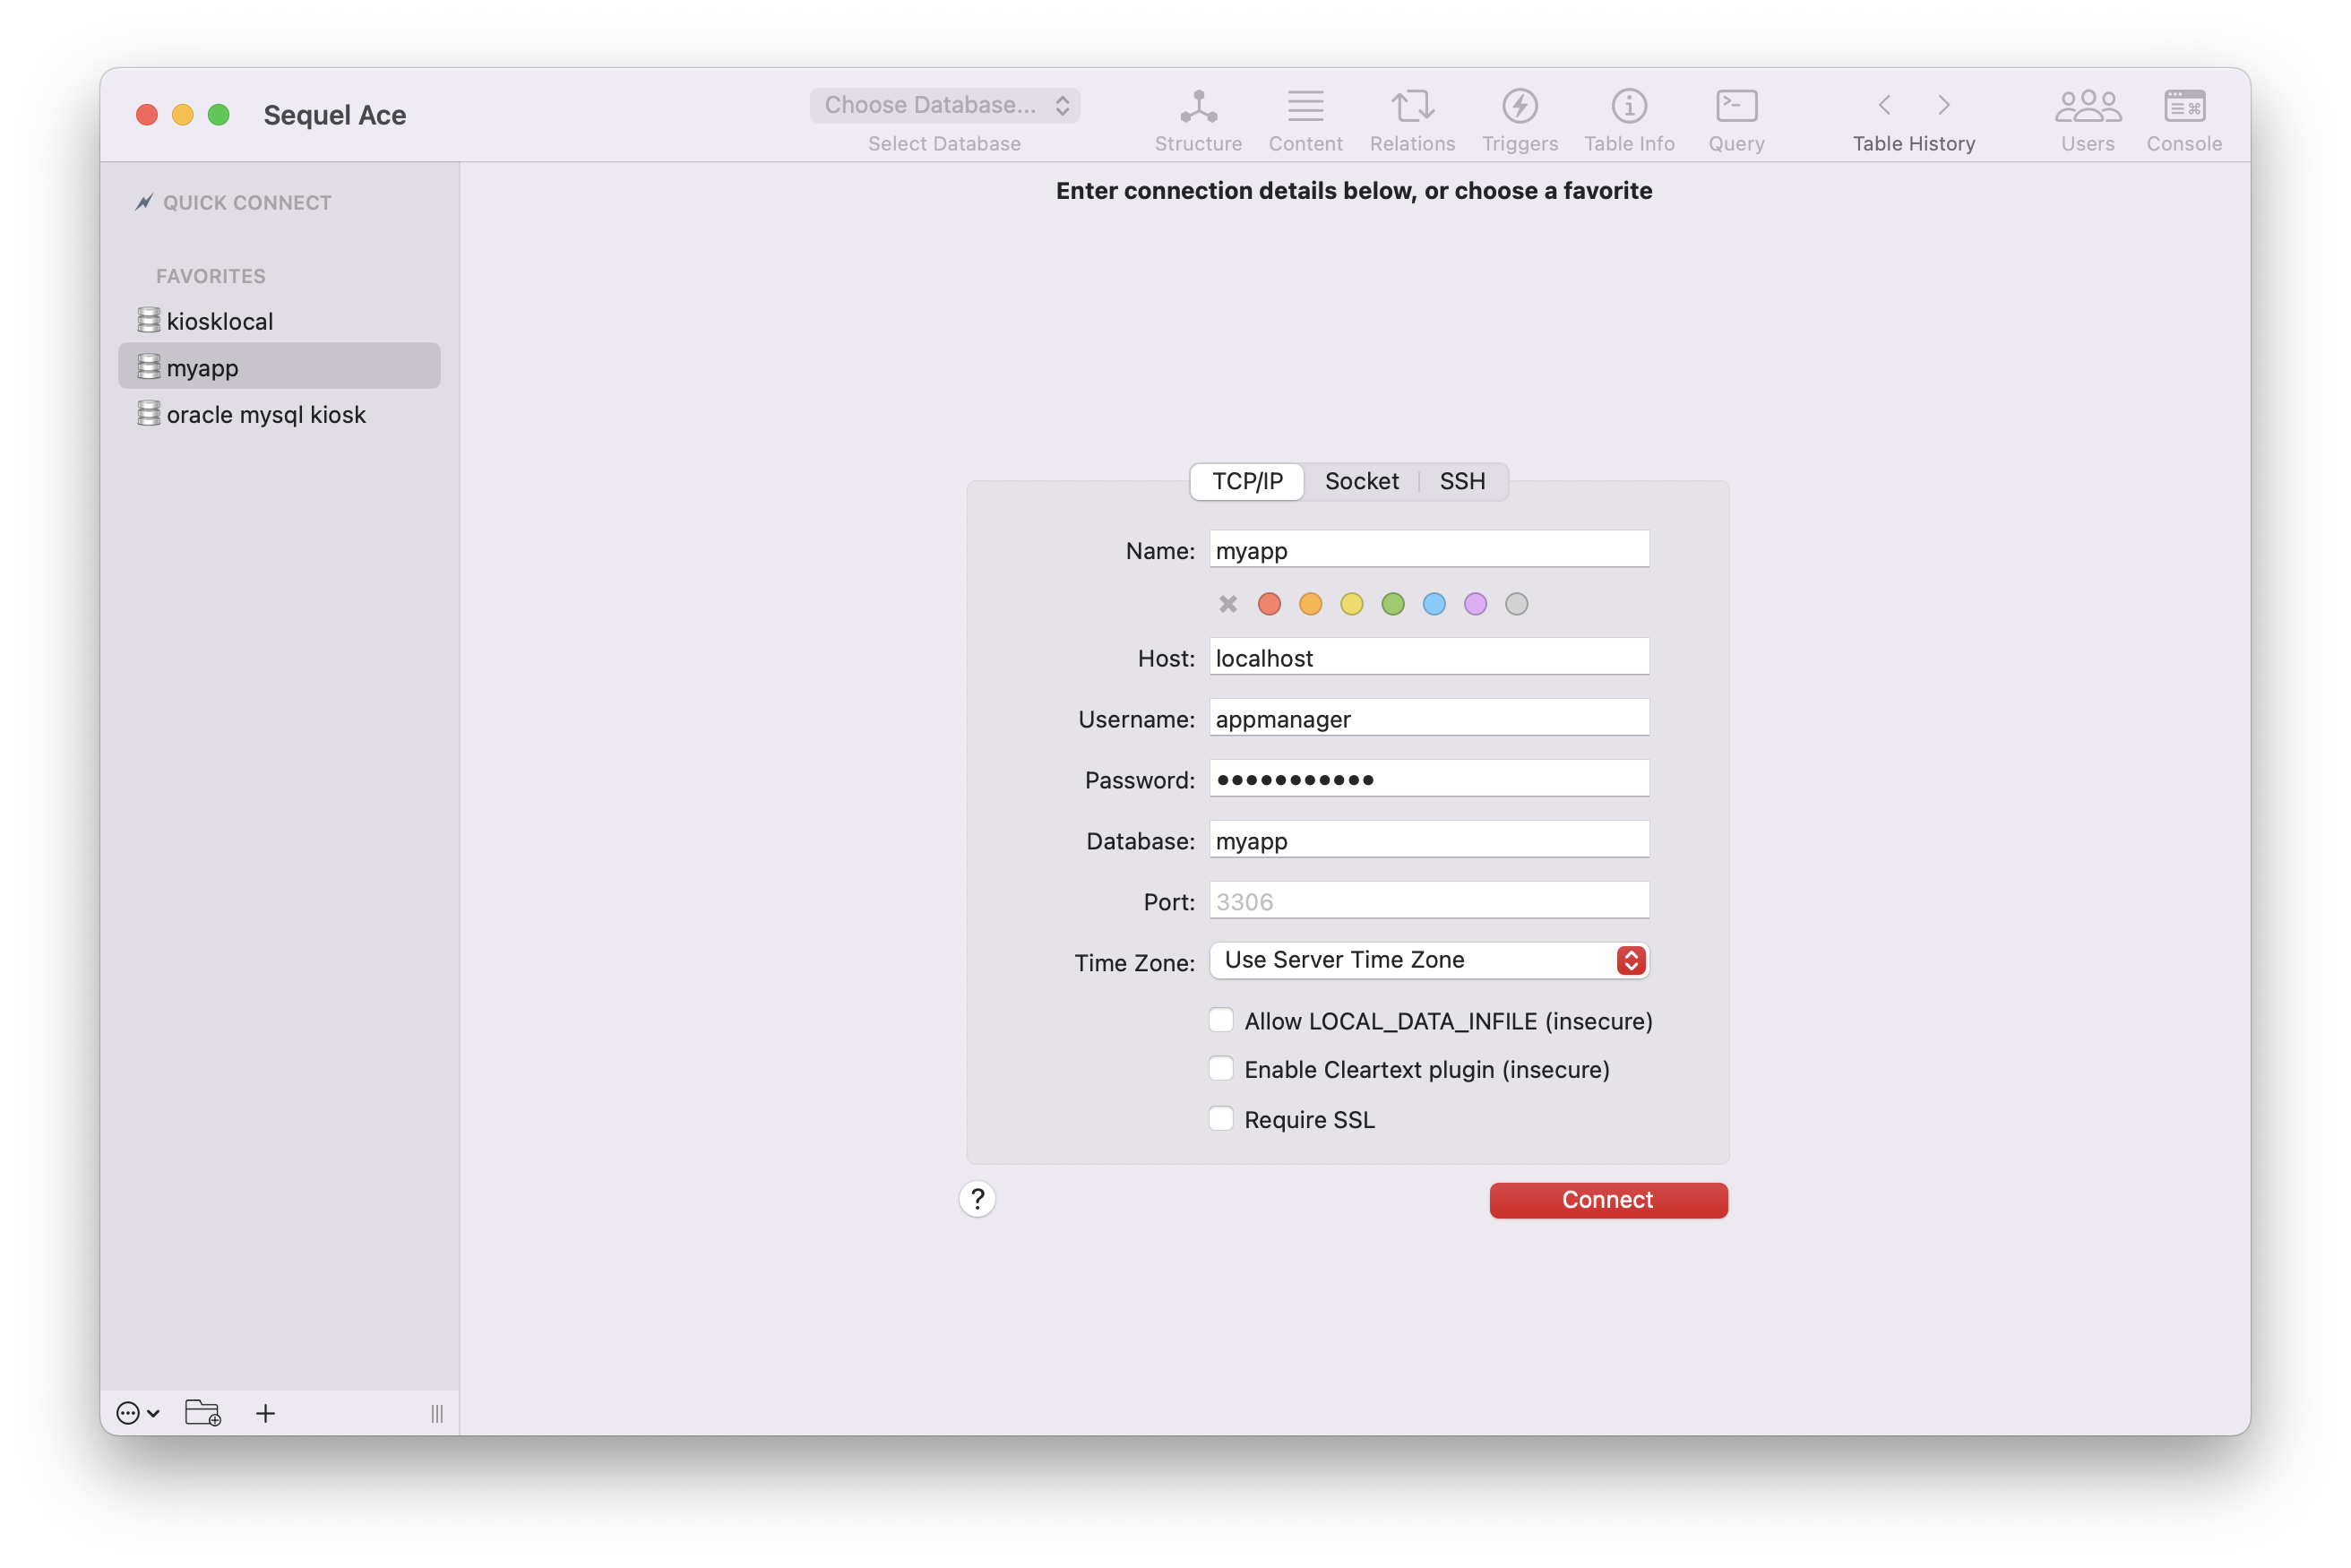 Sequel Ace
Choose Database...
Select Database
Structure
Content
Relations
Triggers
Table Info
Query
Table History
Users
Console
QUICK CONNECT
FAVORITES
kiosklocal
myapp
oracle mysql kiosk
Enter connection details below, or choose a favorite
TCP/IP Socket SSH
Name: myapp
Host: localhost
Username: appmanager
Password: •••••••••••
Database: myapp
Port: 3306
Time Zone: Use Server Time Zone
Allow LOCAL_DATA_INFILE (insecure)
Enable Cleartext plugin (insecure)
Require SSL
? Connect